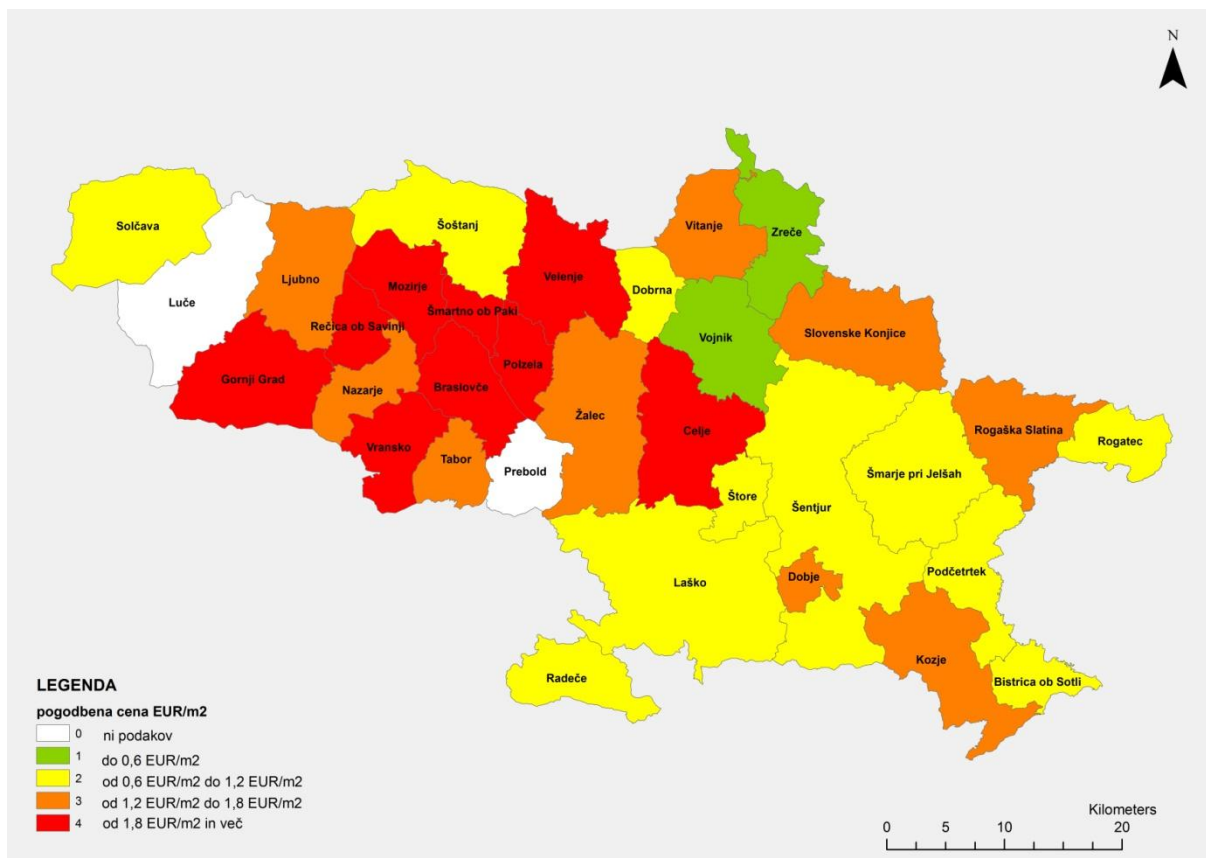 N
Solčava
Šoštanj
Vitanje
Zreče
Ljubno
Velenje
Mozirje
Dobrna
Luče
Šmartno ob Paki
Rečica ob Savinji
Vojnik
Slovenske Konjice
Polzela
Gornji Grad
Nazarje
Braslovče
Žalec
Celje
Rogaška Slatina
Rogatec
Vransko
Tabor
Prebold
Šmarje pri Jelšah
Štore
Šentjur
Laško
Dobje
Podčetrtek
Kozje
Radeče
Bistrica ob Sotli
LEGENDA
pogodbena cena EUR/m2
0 ni podakov
1 do 0,6 EUR/m2
2 od 0,6 EUR/m2 do 1,2 EUR/m2
3 od 1,2 EUR/m2 do 1,8 EUR/m2
4 od 1,8 EUR/m2 in več
Kilometers
0 5 10 20